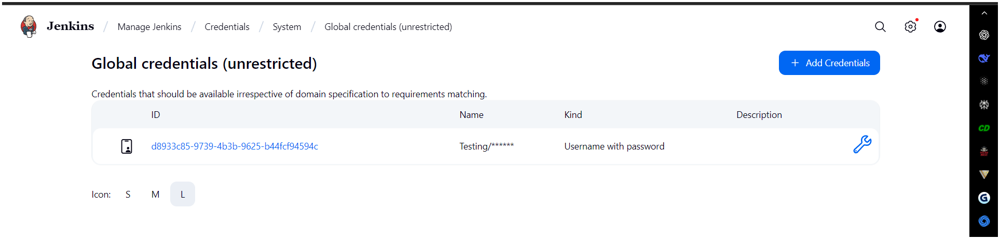 Jenkins / Manage Jenkins / Credentials / System / Global credentials (unrestricted)
Global credentials (unrestricted)
+ Add Credentials
Credentials that should be available irrespective of domain specification to requirements matching.
ID Name Kind Description
d8933c85-9739-4b3b-9625-b44fcf94594c Testing/****** Username with password
Icon: S M L
CD